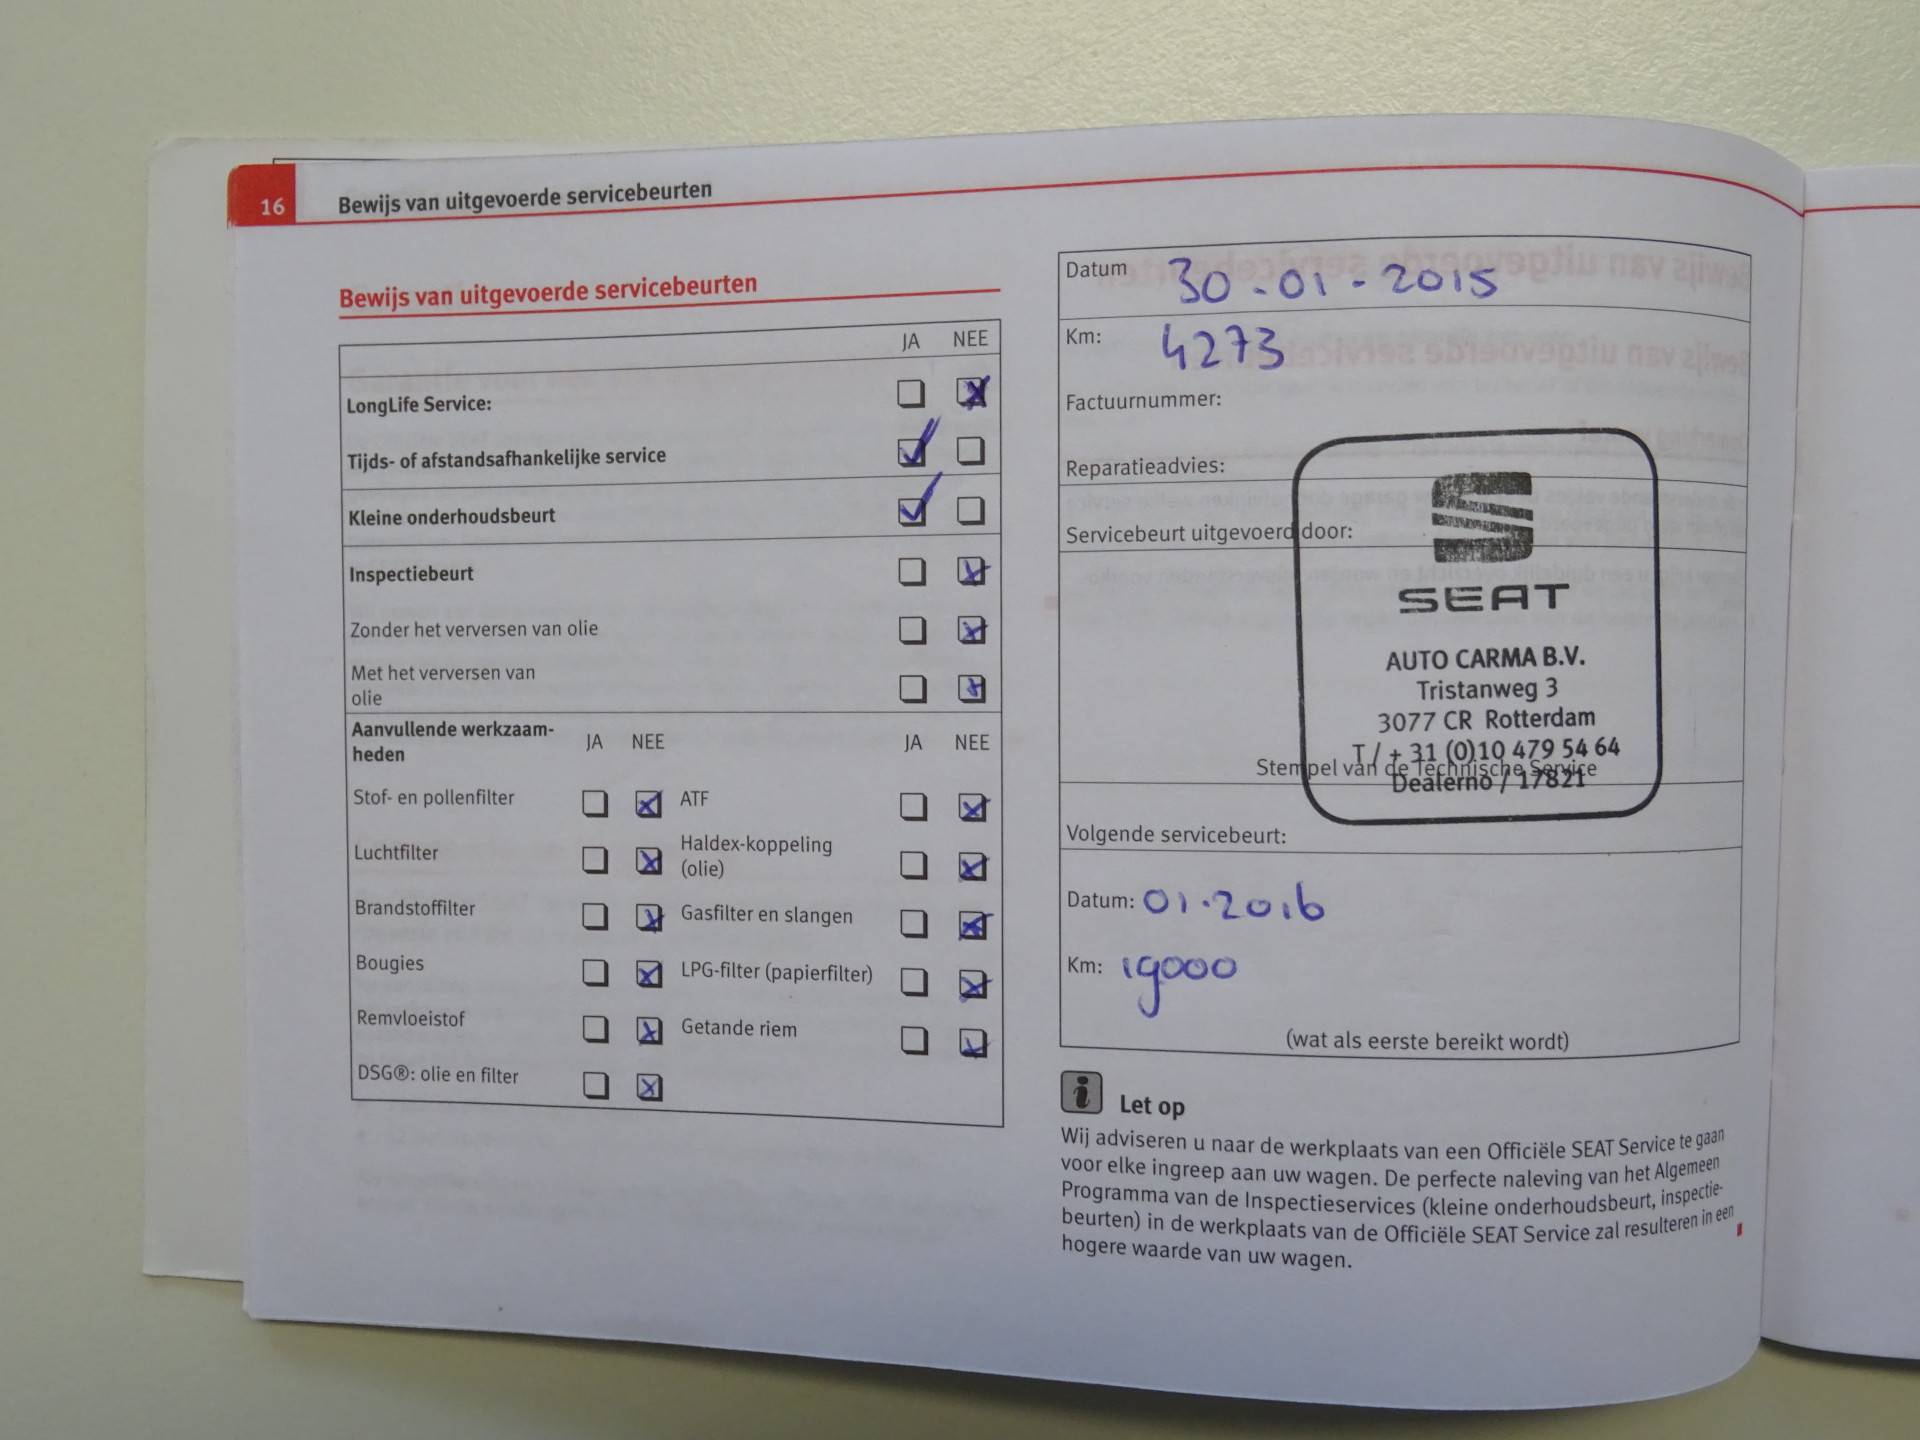 16
Bewijs van uitgevoerde servicebeurten
Bewijs van uitgevoerde servicebeurten
JA NEE
LongLife Service:
Tijds- of afstandsafhankelijke service
Kleine onderhoudsbeurt
Inspectiebeurt
Zonder het verversen van olie
Met het verversen van
olie
Aanvullende werkzaam-
heden
JA NEE
JA NEE
Stof- en pollenfilter
ATF
Luchtfilter
Haldex-koppeling
(olie)
Brandstoffilter
Gasfilter en slangen
Bougies
LPG-filter (papierfilter)
Remvloeistof
Getande riem
DSG®: olie en filter
Datum 30-01-2015
Km: 4273
Factuurnummer:
Reparatieadvies:
Servicebeurt uitgevoerd door:
SEAT
AUTO CARMA B.V.
Tristanweg 3
3077 CR Rotterdam
T / + 31 (0)10 479 54 64
Dealerno / 17821
Stempel van de Technische Service
Volgende servicebeurt:
Datum: 01.2016
Km: 19000
(wat als eerste bereikt wordt)
i Let op
Wij adviseren u naar de werkplaats van een Officiële SEAT Service te gaan
voor elke ingreep aan uw wagen. De perfecte naleving van het Algemeen
Programma van de Inspectieservices (kleine onderhoudsbeurt, inspectie-
beurten) in de werkplaats van de Officiële SEAT Service zal resulteren in een
hogere waarde van uw wagen.